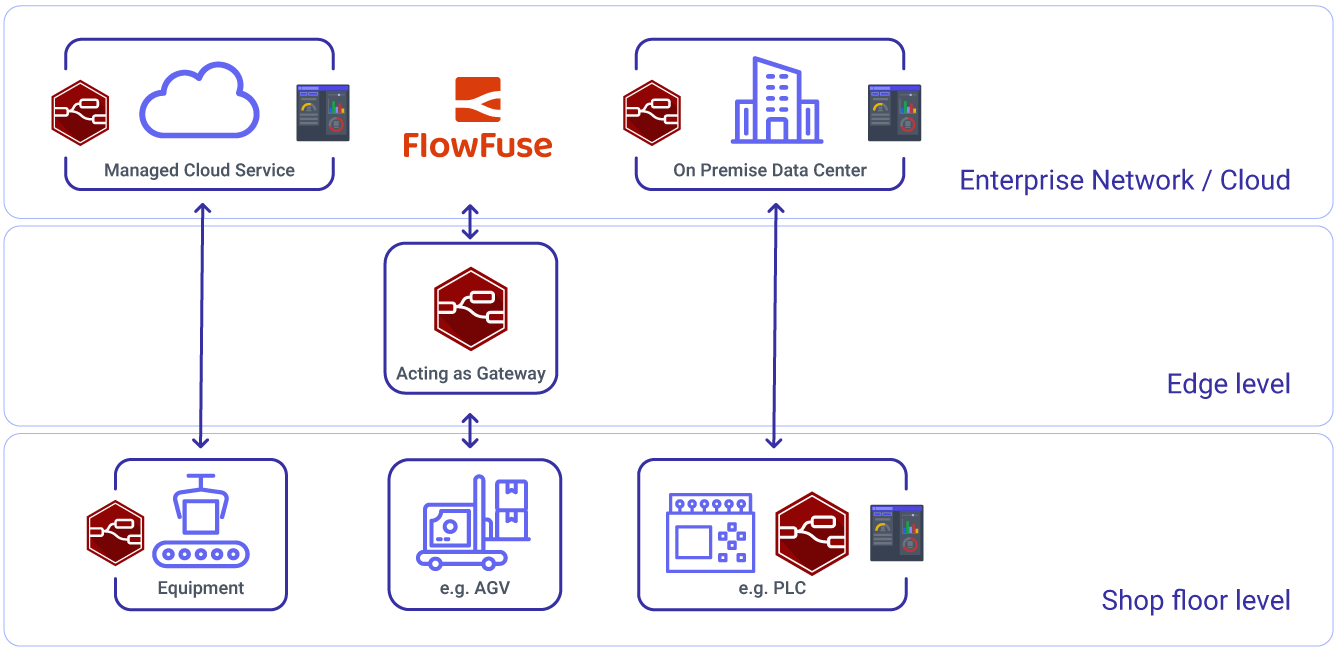 FlowFuse
Managed Cloud Service
On Premise Data Center
Enterprise Network / Cloud
Acting as Gateway
Edge level
Equipment
e.g. AGV
e.g. PLC
Shop floor level